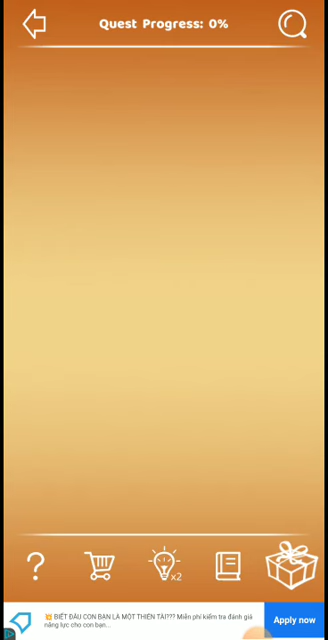 Quest Progress: 0%
x2
💥 BIẾT ĐÂU CON BẠN LÀ MỘT THIÊN TÀI??? Miễn phí kiểm tra đánh giá
năng lực cho con bạn...
Apply now